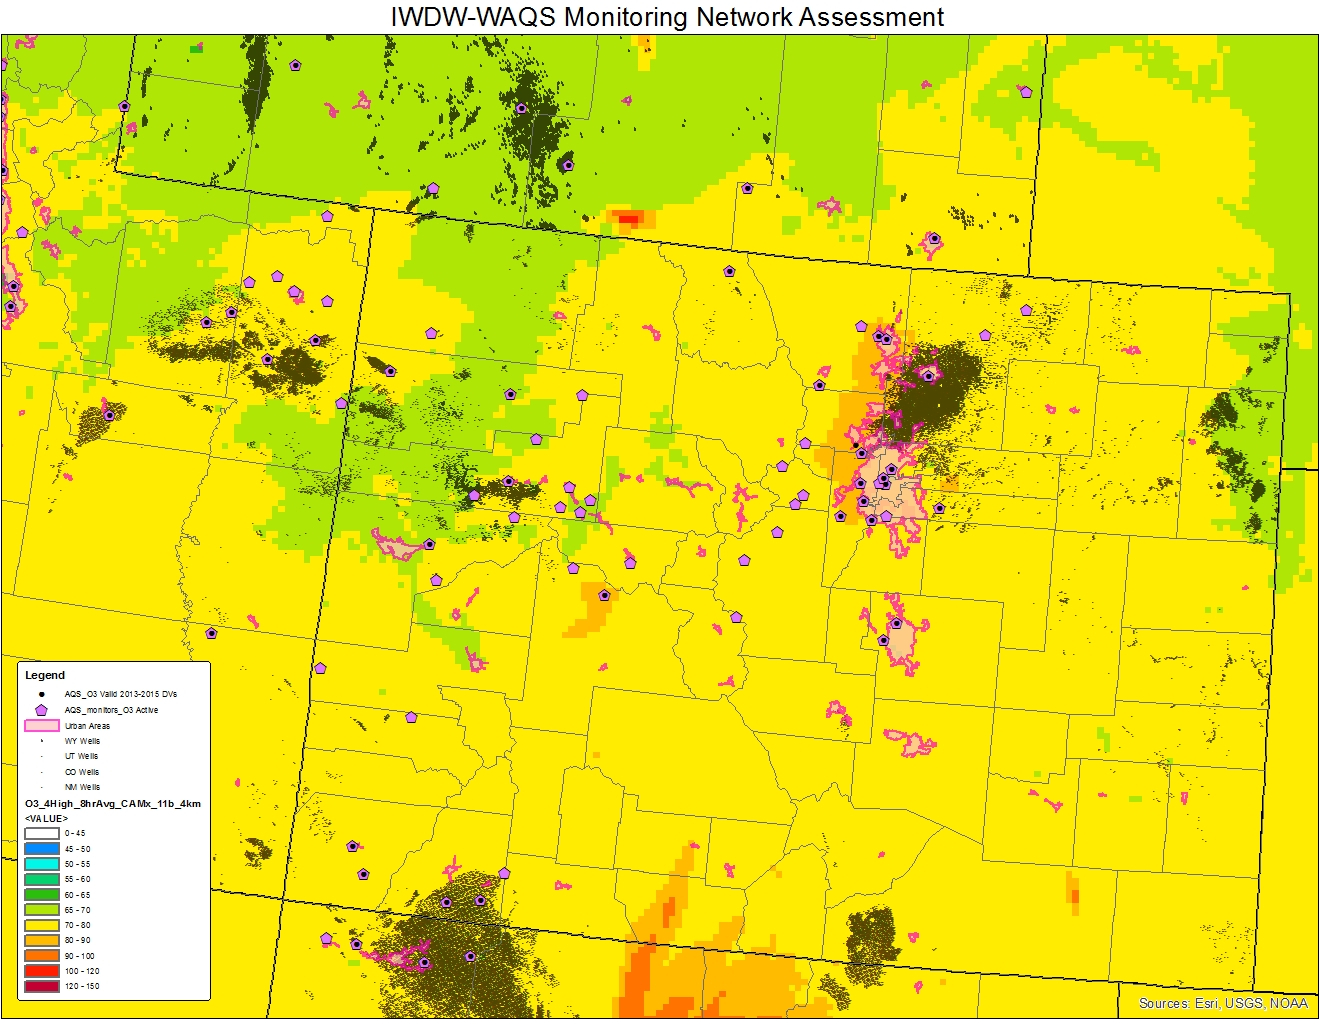 IWDW-WAQS Monitoring Network Assessment
Legend
AQS_O3 Valid 2013-2015 DVs
AQS_monitors_O3 Active
Urban Areas
WY Wells
UT Wells
CO Wells
NM Wells
O3_4High_8hrAvg_CAMx_11b_4km
<VALUE>
0 - 45
45 - 50
50 - 55
55 - 60
60 - 65
65 - 70
70 - 80
80 - 90
90 - 100
100 - 120
120 - 150
Sources: Esri, USGS, NOAA